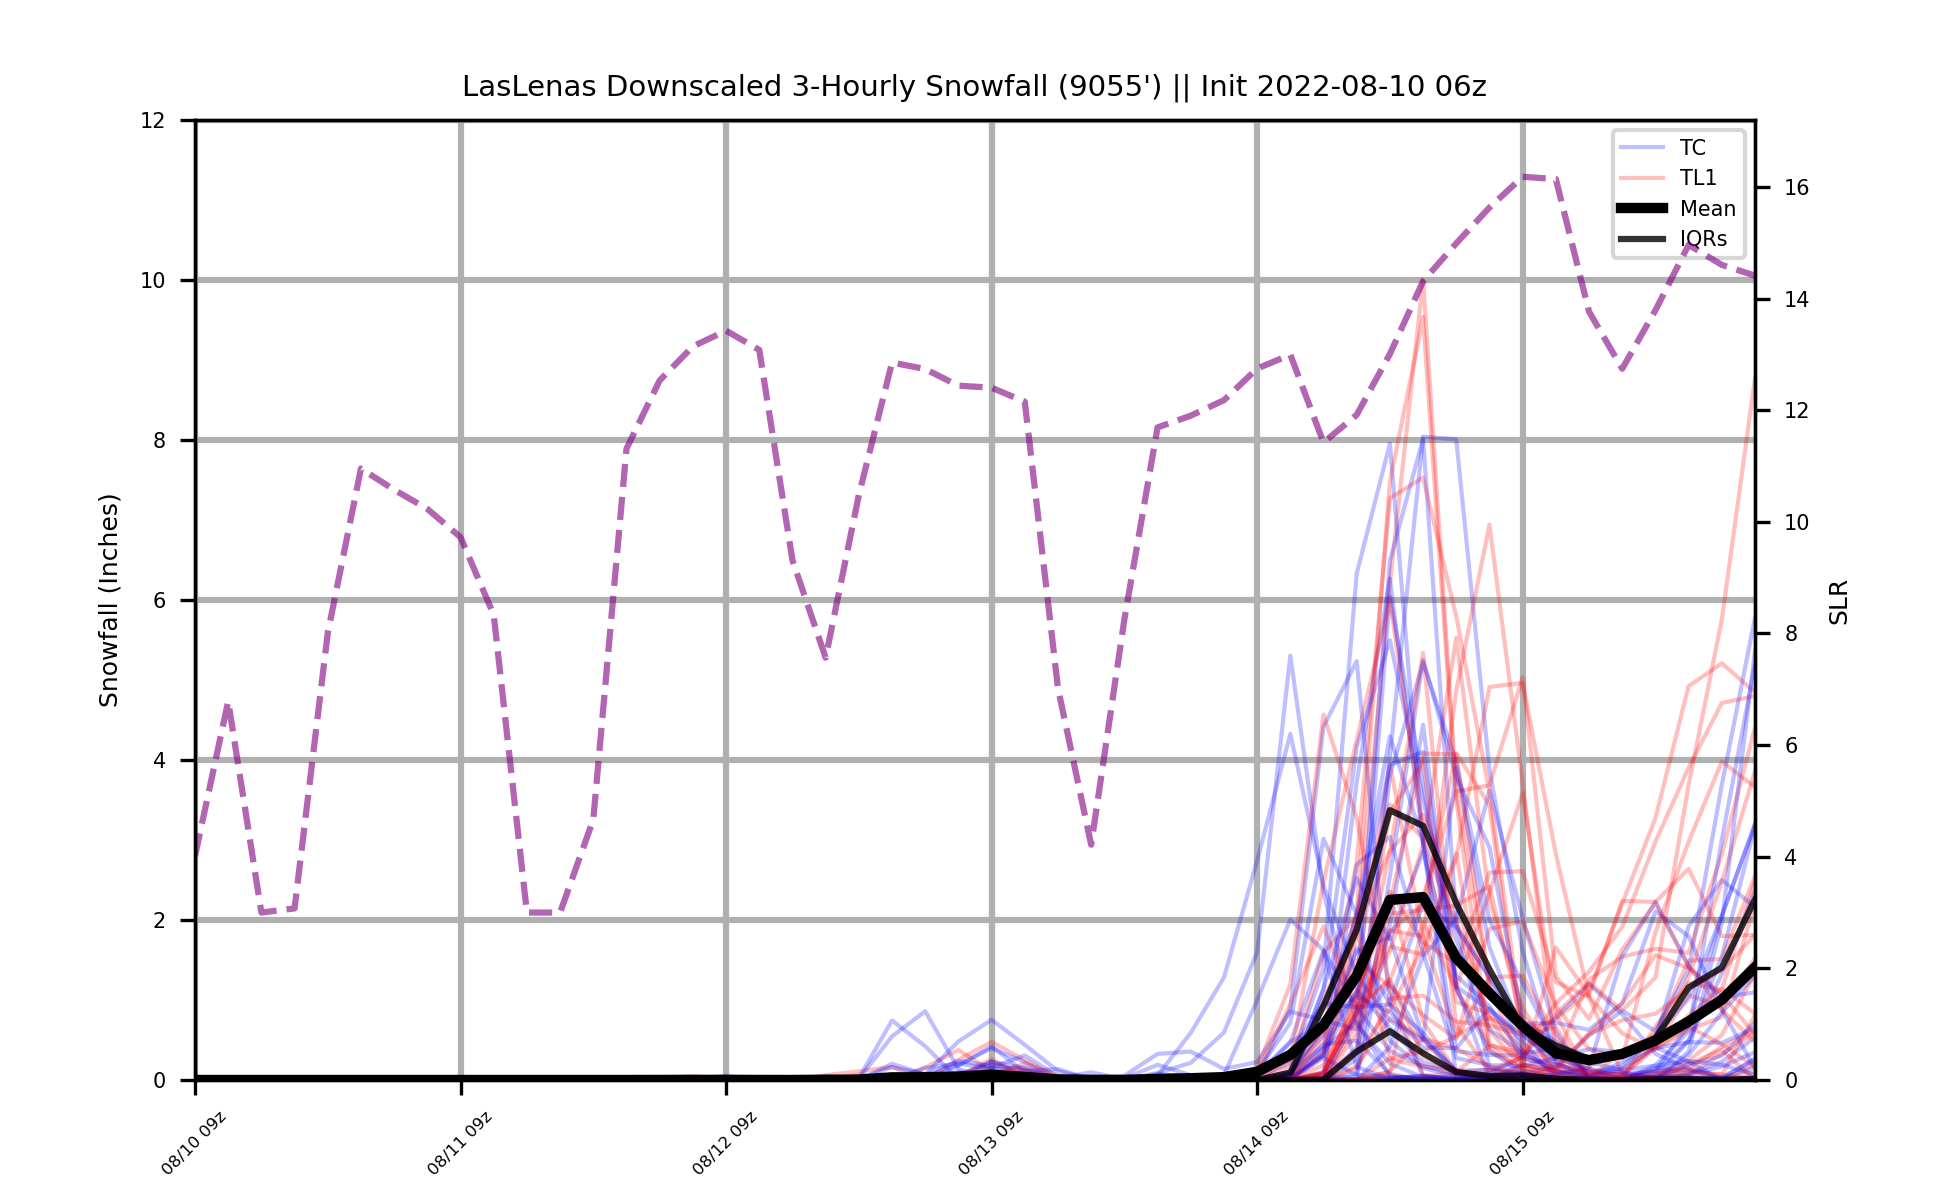 LasLenas Downscaled 3-Hourly Snowfall (9055') || Init 2022-08-10 06z
12
10
8
6
4
2
0
Snowfall (Inches)
TC
TL1
Mean
IQRs
16
14
12
10
8
6
4
2
0
SLR
08/10 09z
08/11 09z
08/12 09z
08/13 09z
08/14 09z
08/15 09z